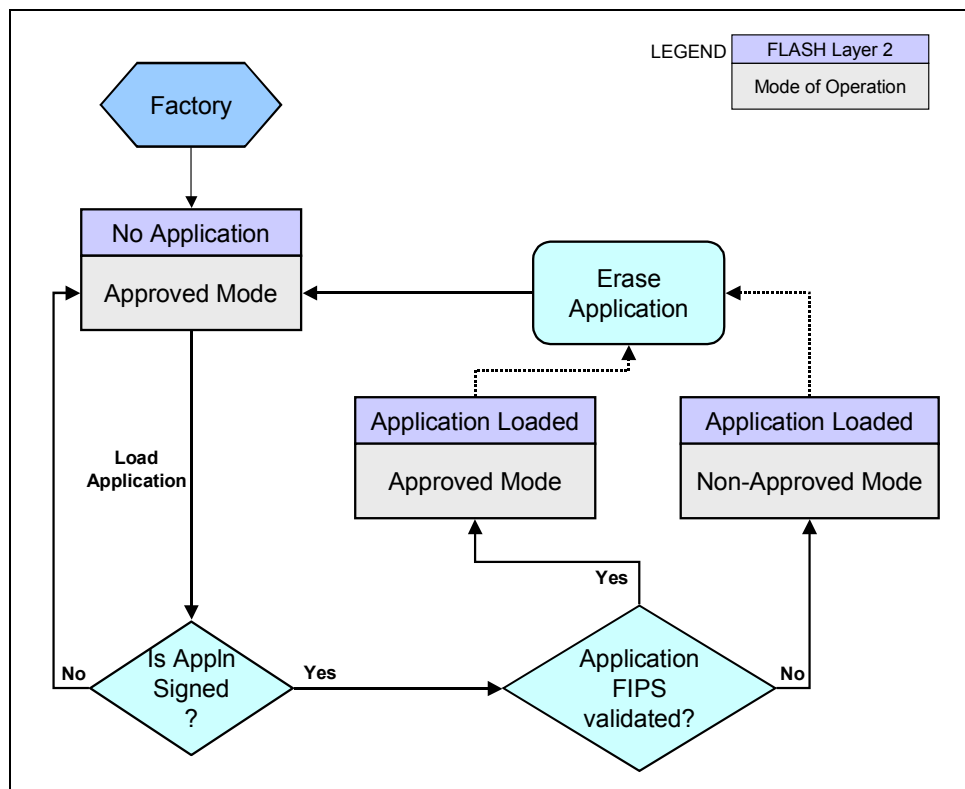 LEGEND
FLASH Layer 2
Mode of Operation
Factory
No Application
Approved Mode
Erase
Application
Application Loaded
Approved Mode
Application Loaded
Non-Approved Mode
Load
Application
Yes
No
Is Appln
Signed
?
Yes
Application
FIPS
validated?
No